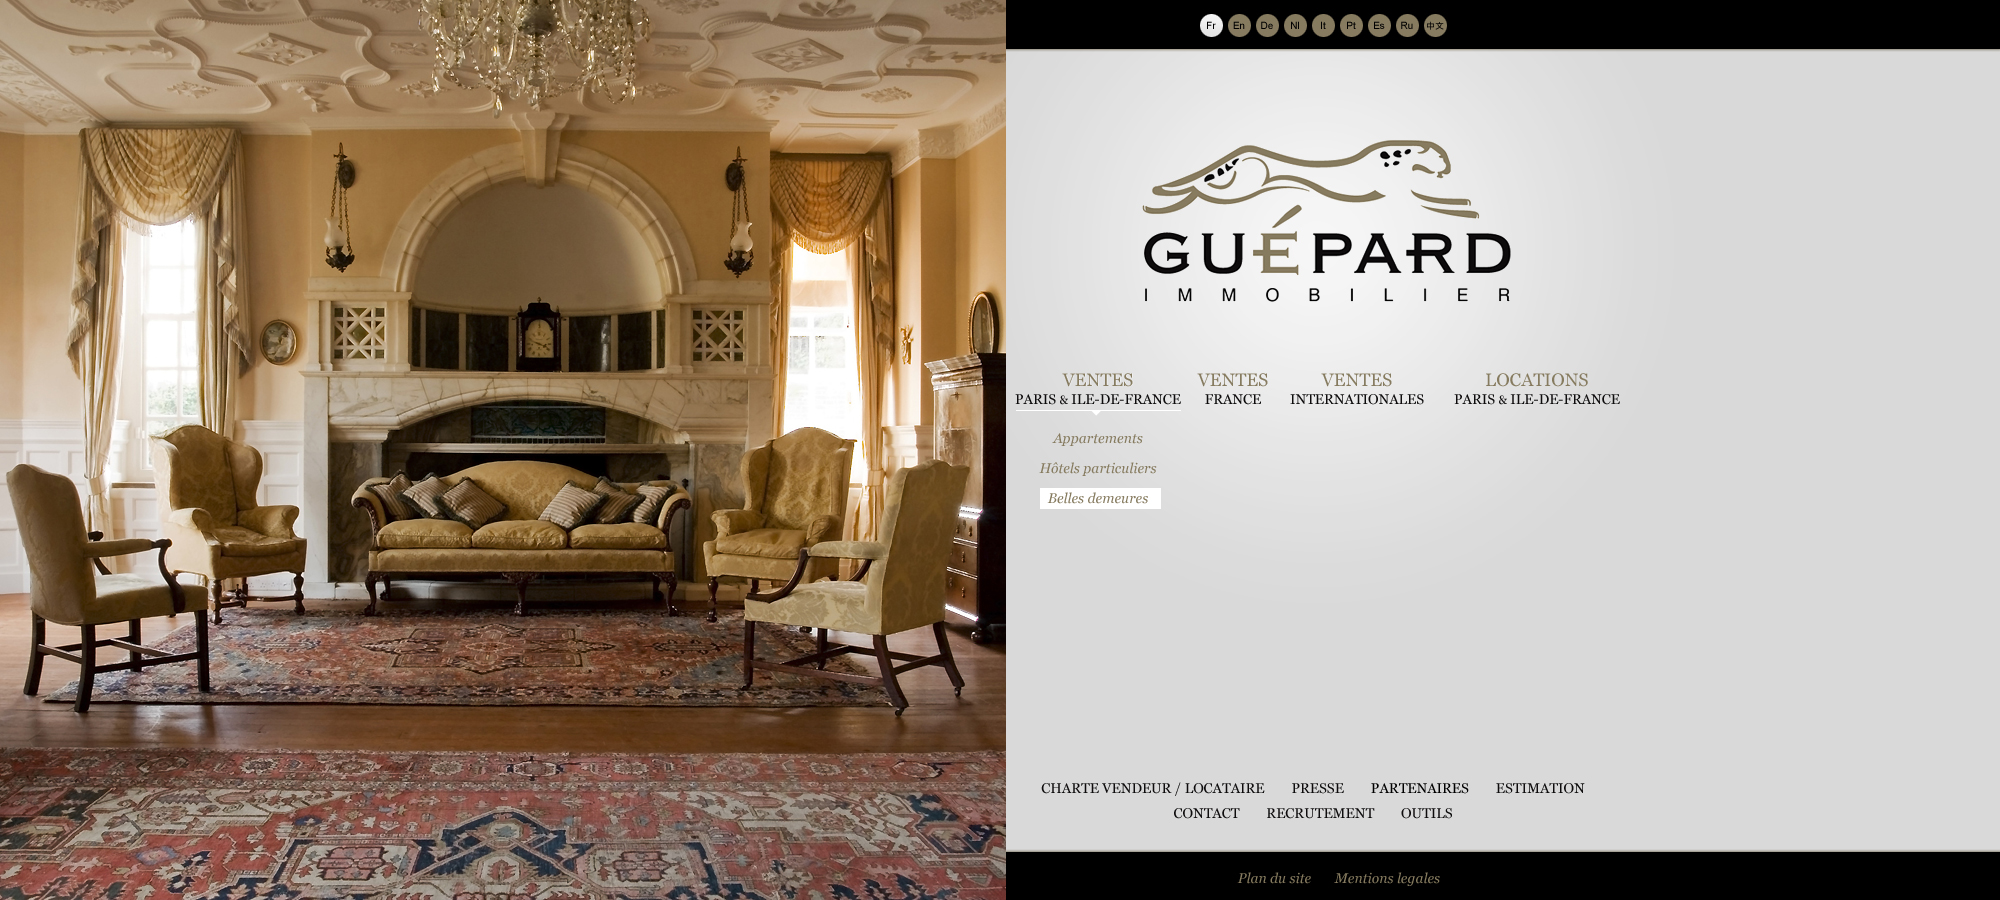 Fr En De Nl It Pt Es Ru 中文
GUÉPARD
IMMOBILIER
VENTES
PARIS & ILE-DE-FRANCE
VENTES
FRANCE
VENTES
INTERNATIONALES
LOCATIONS
PARIS & ILE-DE-FRANCE
Appartements
Hôtels particuliers
Belles demeures
CHARTE VENDEUR / LOCATAIRE PRESSE PARTENAIRES ESTIMATION
CONTACT RECRUTEMENT OUTILS
Plan du site Mentions legales